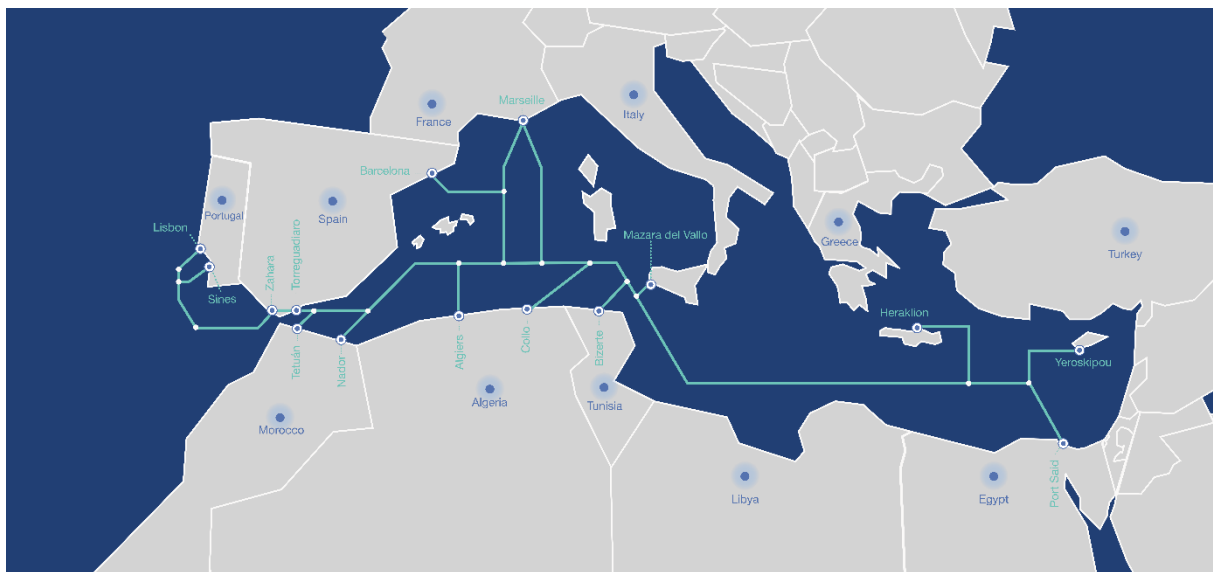 Marseille
France
Italy
Barcelona
Portugal
Spain
Lisbon
Mazara del Vallo
Greece
Turkey
Zahara
Torreguadiaro
Sines
Heraklion
Tetuán
Nador
Algiers
Collo
Bizerte
Yeroskipou
Algeria
Tunisia
Morocco
Port Said
Libya
Egypt